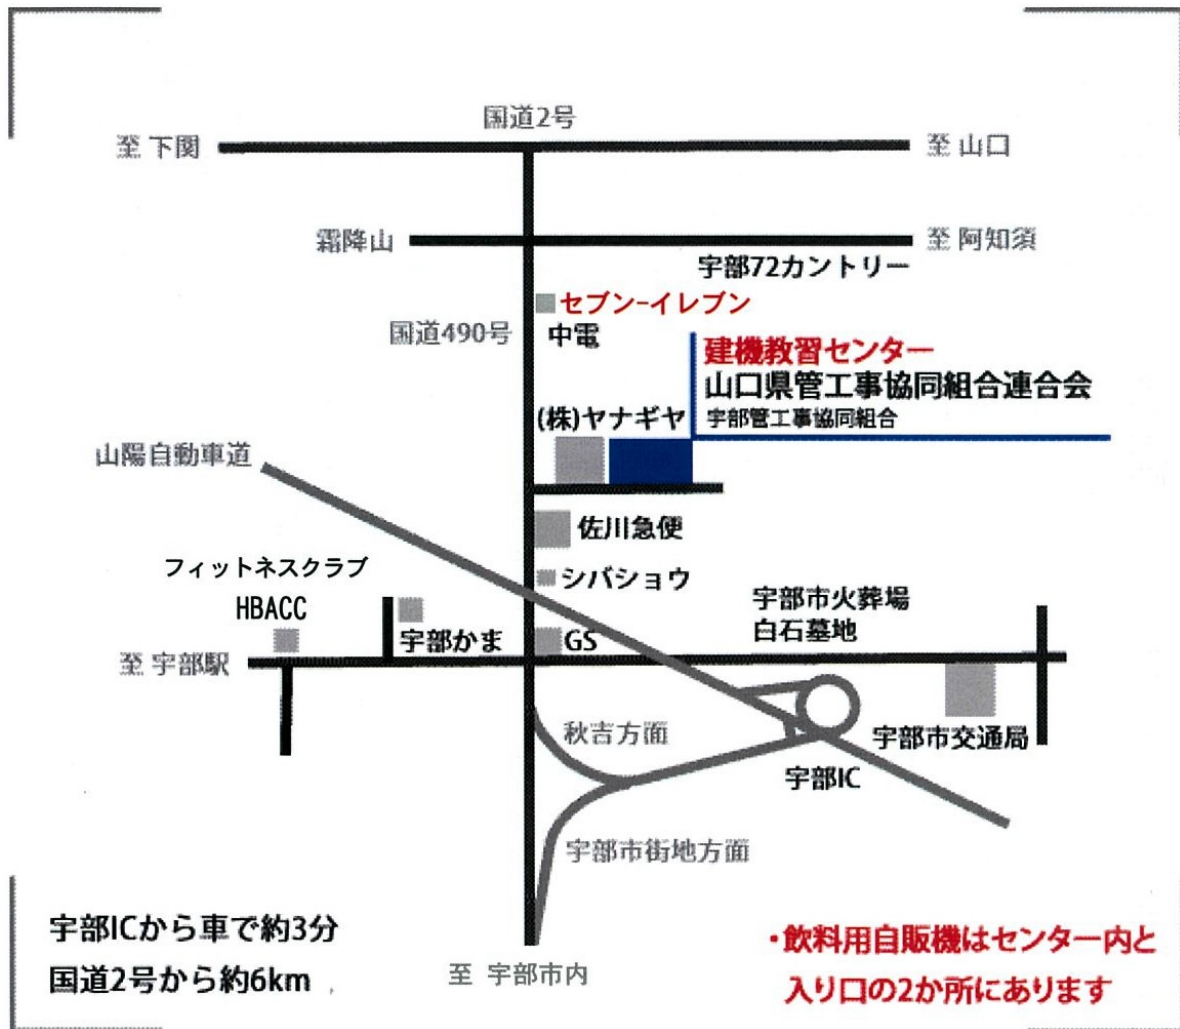 国道2号
至 下関
至 山口
霜降山
至 阿知須
宇部72カントリー
セブン-イレブン
国道490号
中電
建機教習センター
山口県管工事協同組合連合会
宇部管工事協同組合
(株)ヤナギヤ
山陽自動車道
佐川急便
シバショウ
フィットネスクラブ
HBACC
宇部かま
GS
宇部市火葬場
白石墓地
至 宇部駅
秋吉方面
宇部市交通局
宇部IC
宇部市街地方面
宇部ICから車で約3分
国道2号から約6km
至 宇部市内
・飲料用自販機はセンター内と
入り口の2か所にあります